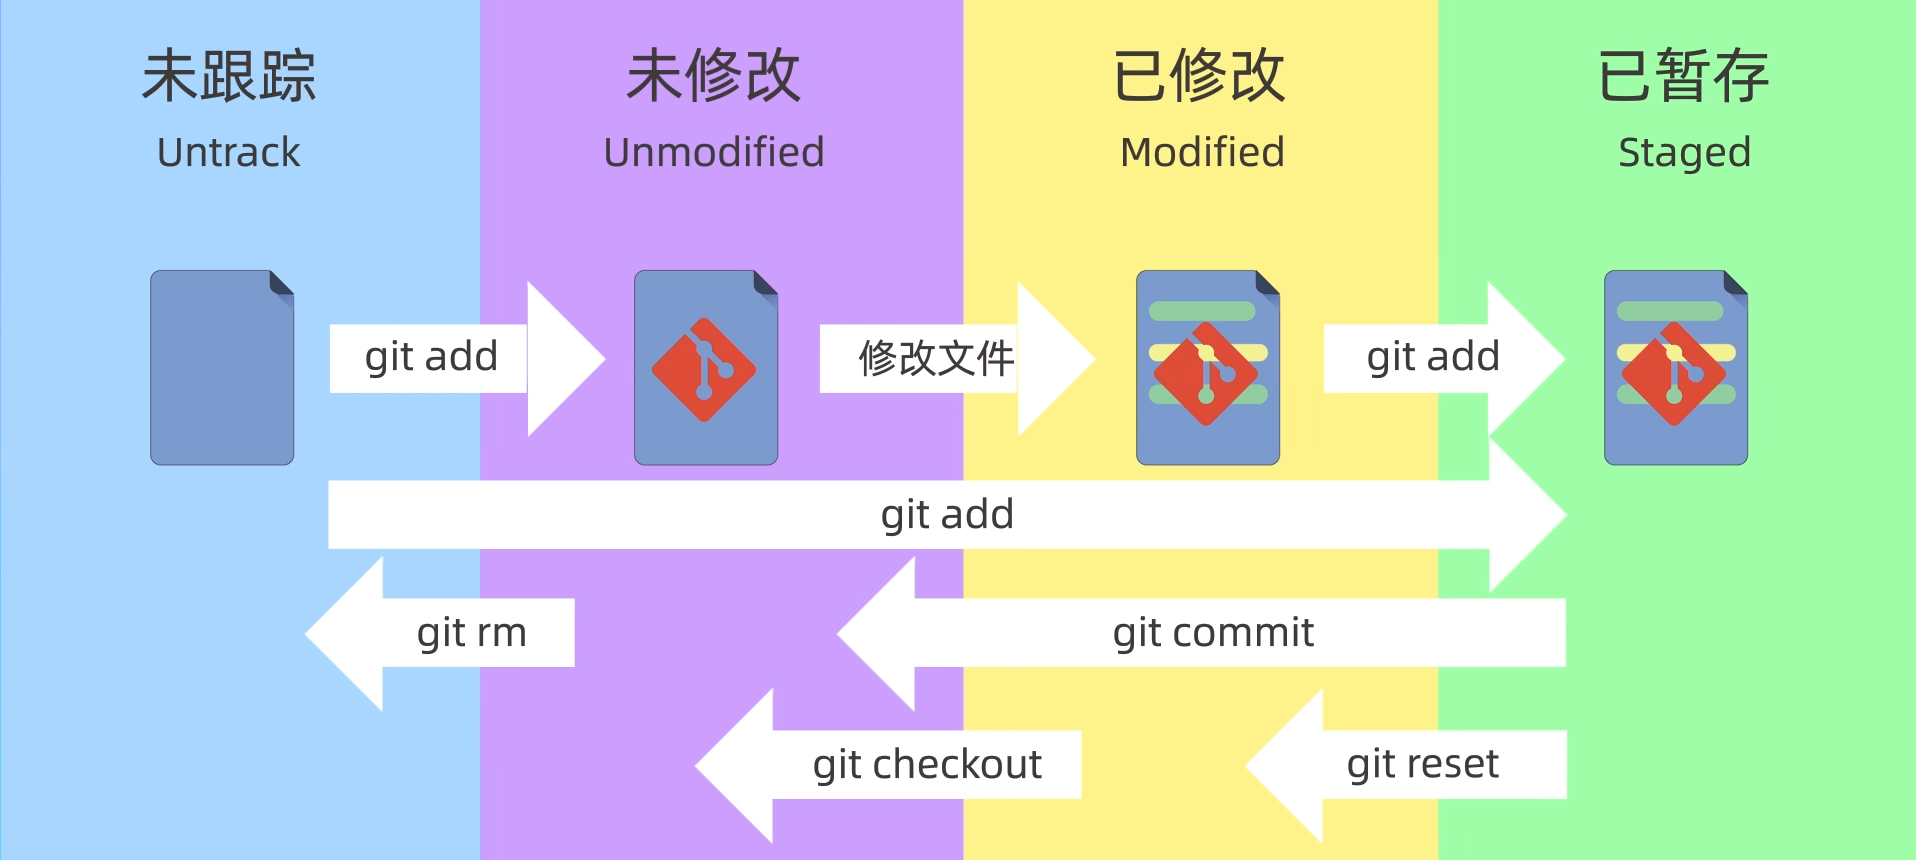 未跟踪
Untrack
未修改
Unmodified
已修改
Modified
已暂存
Staged
git add
修改文件
git add
git add
git rm
git commit
git checkout
git reset